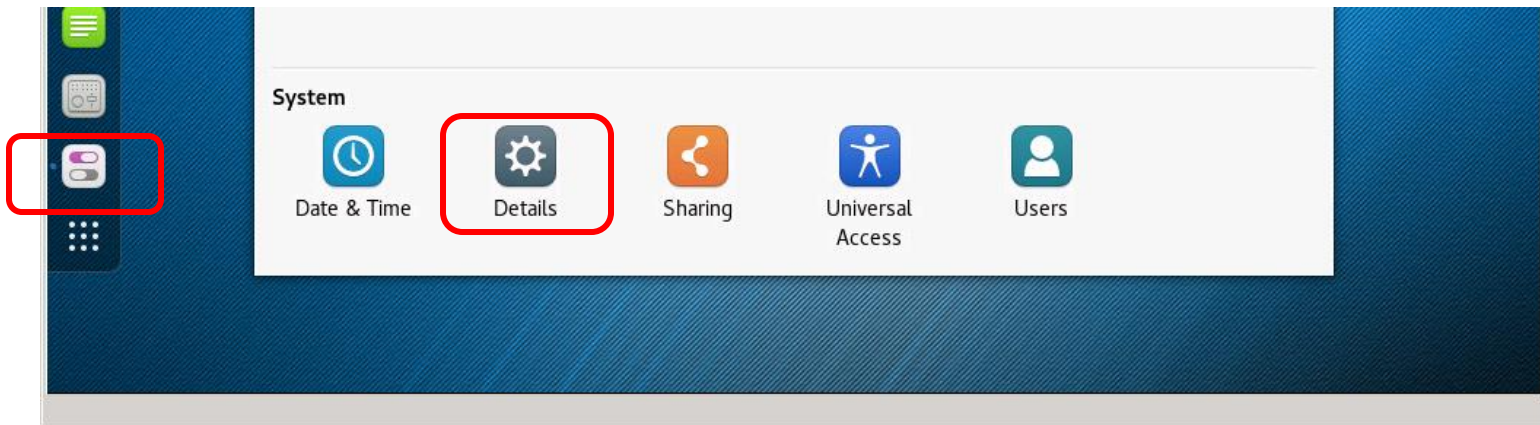 System
Date & Time
Details
Sharing
Universal
Access
Users